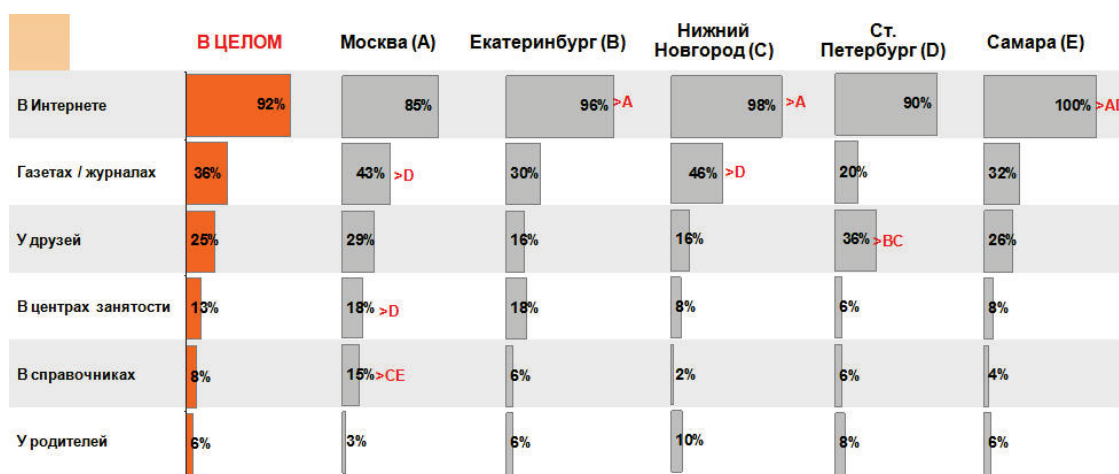 В ЦЕЛОМ Москва (A) Екатеринбург (B) Нижний Новгород (C) Ст. Петербург (D) Самара (E)
В Интернете 92% 85% 96% >A 98% >A 90% 100% >A
Газетах / журналах 36% 43% >D 30% 46% >D 20% 32%
У друзей 25% 29% 16% 16% 36% >BC 26%
В центрах занятости 13% 18% >D 18% 8% 6% 8%
В справочниках 8% 15% >CE 6% 2% 6% 4%
У родителей 6% 3% 6% 10% 8% 6%